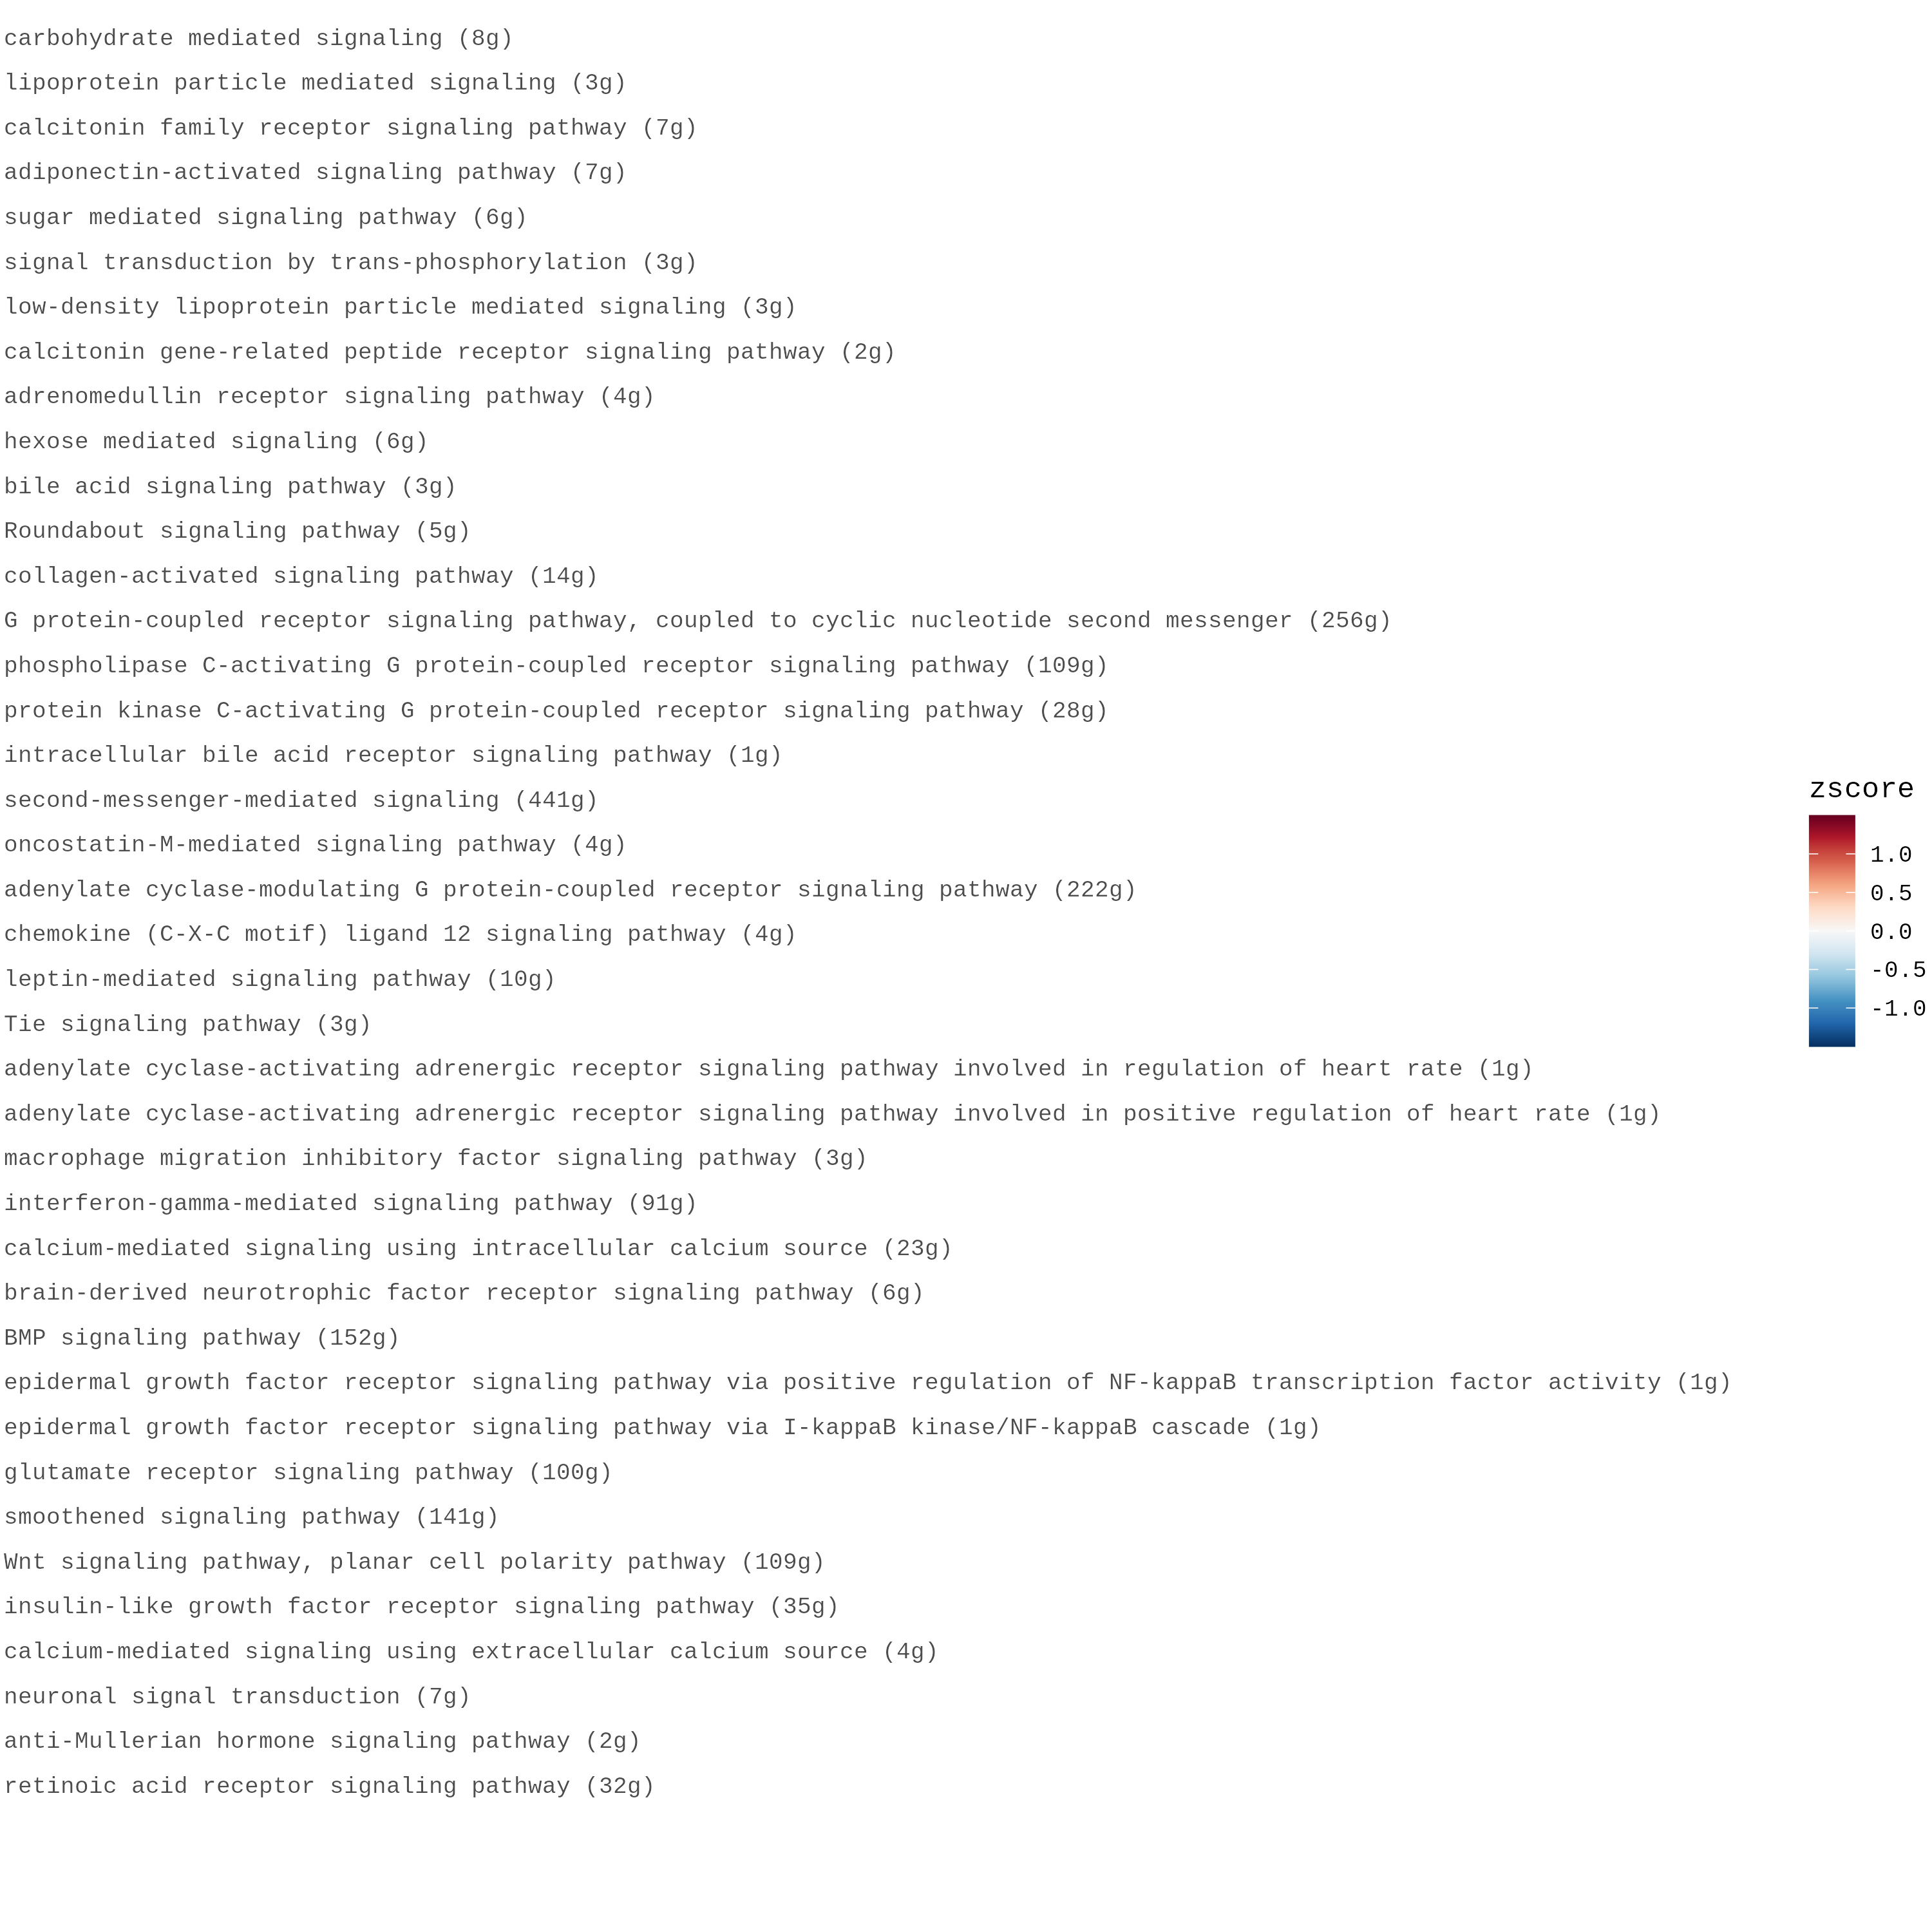 carbohydrate mediated signaling (8g)
lipoprotein particle mediated signaling (3g)
calcitonin family receptor signaling pathway (7g)
adiponectin-activated signaling pathway (7g)
sugar mediated signaling pathway (6g)
signal transduction by trans-phosphorylation (3g)
low-density lipoprotein particle mediated signaling (3g)
calcitonin gene-related peptide receptor signaling pathway (2g)
adrenomedullin receptor signaling pathway (4g)
hexose mediated signaling (6g)
bile acid signaling pathway (3g)
Roundabout signaling pathway (5g)
collagen-activated signaling pathway (14g)
G protein-coupled receptor signaling pathway, coupled to cyclic nucleotide second messenger (256g)
phospholipase C-activating G protein-coupled receptor signaling pathway (109g)
protein kinase C-activating G protein-coupled receptor signaling pathway (28g)
intracellular bile acid receptor signaling pathway (1g)
second-messenger-mediated signaling (441g)
oncostatin-M-mediated signaling pathway (4g)
adenylate cyclase-modulating G protein-coupled receptor signaling pathway (222g)
chemokine (C-X-C motif) ligand 12 signaling pathway (4g)
leptin-mediated signaling pathway (10g)
Tie signaling pathway (3g)
adenylate cyclase-activating adrenergic receptor signaling pathway involved in regulation of heart rate (1g)
adenylate cyclase-activating adrenergic receptor signaling pathway involved in positive regulation of heart rate (1g)
macrophage migration inhibitory factor signaling pathway (3g)
interferon-gamma-mediated signaling pathway (91g)
calcium-mediated signaling using intracellular calcium source (23g)
brain-derived neurotrophic factor receptor signaling pathway (6g)
BMP signaling pathway (152g)
epidermal growth factor receptor signaling pathway via positive regulation of NF-kappaB transcription factor activity (1g)
epidermal growth factor receptor signaling pathway via I-kappaB kinase/NF-kappaB cascade (1g)
glutamate receptor signaling pathway (100g)
smoothened signaling pathway (141g)
Wnt signaling pathway, planar cell polarity pathway (109g)
insulin-like growth factor receptor signaling pathway (35g)
calcium-mediated signaling using extracellular calcium source (4g)
neuronal signal transduction (7g)
anti-Mullerian hormone signaling pathway (2g)
retinoic acid receptor signaling pathway (32g)
zscore
1.0
0.5
0.0
-0.5
-1.0